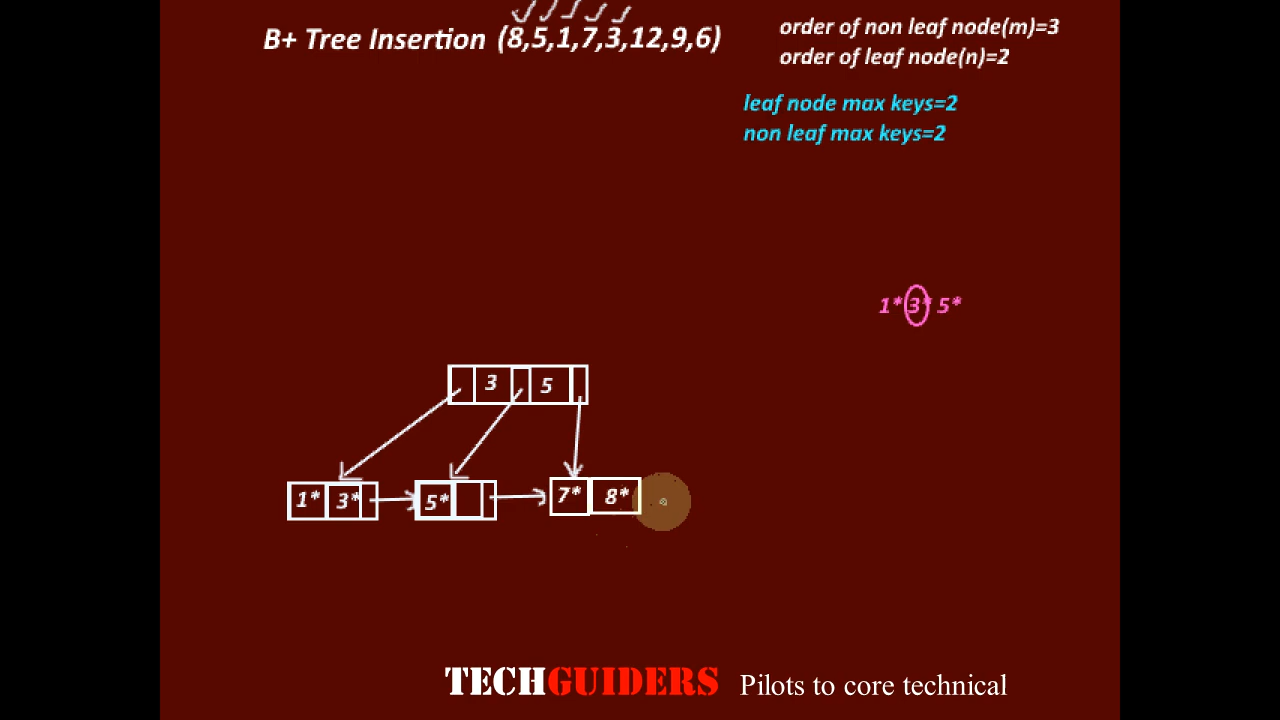 B+ Tree Insertion (8,5,1,7,3,12,9,6)
order of non leaf node(m)=3
order of leaf node(n)=2
leaf node max keys=2
non leaf max keys=2
1* 3* 5*
3 5
1* 3* 5* 7* 8*
TECHGUIDERS Pilots to core technical